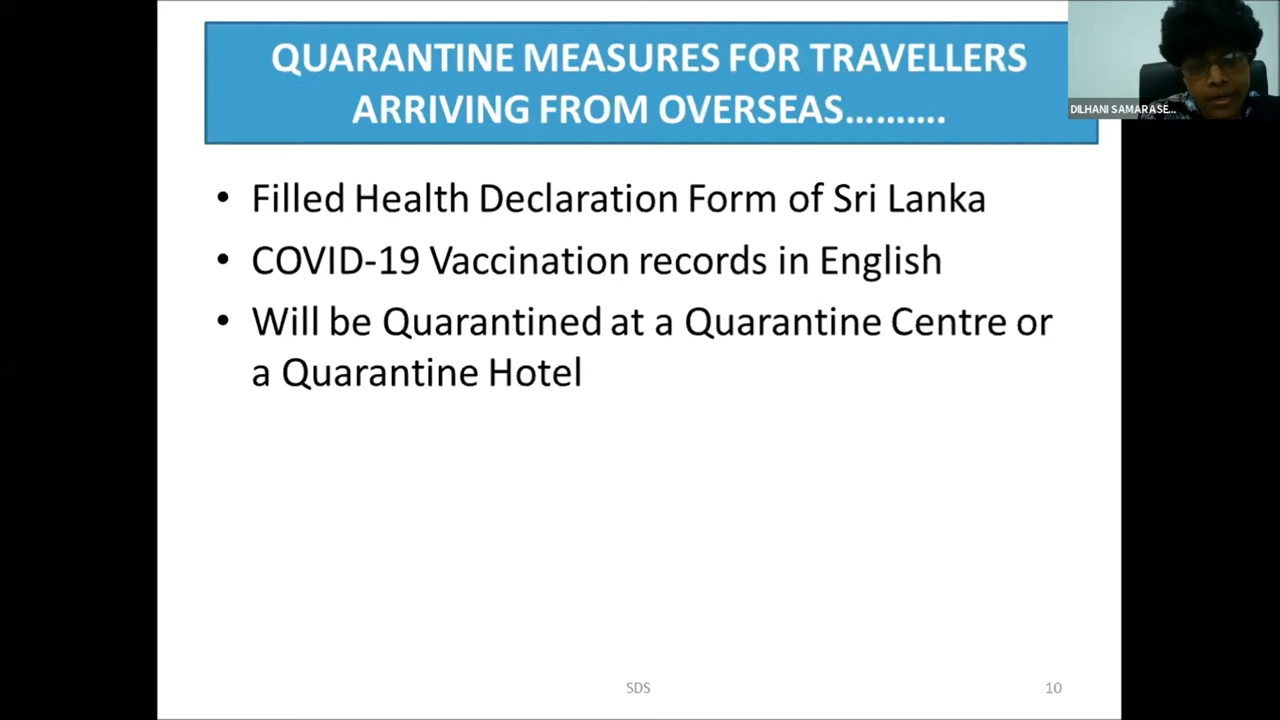 QUARANTINE MEASURES FOR TRAVELLERS
ARRIVING FROM OVERSEAS..........
DILHANI SAMARASE...
• Filled Health Declaration Form of Sri Lanka
• COVID-19 Vaccination records in English
• Will be Quarantined at a Quarantine Centre or
a Quarantine Hotel
SDS
10